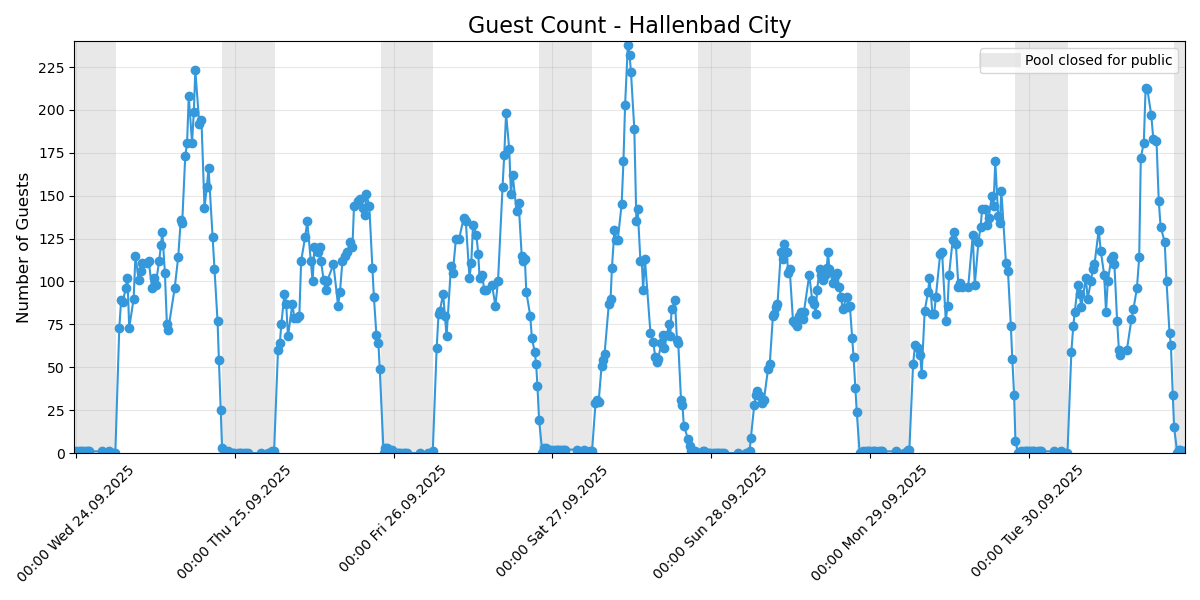 Guest Count - Hallenbad City
Pool closed for public
Number of Guests
225
200
175
150
125
100
75
50
25
0
00:00 Wed 24.09.2025
00:00 Thu 25.09.2025
00:00 Fri 26.09.2025
00:00 Sat 27.09.2025
00:00 Sun 28.09.2025
00:00 Mon 29.09.2025
00:00 Tue 30.09.2025